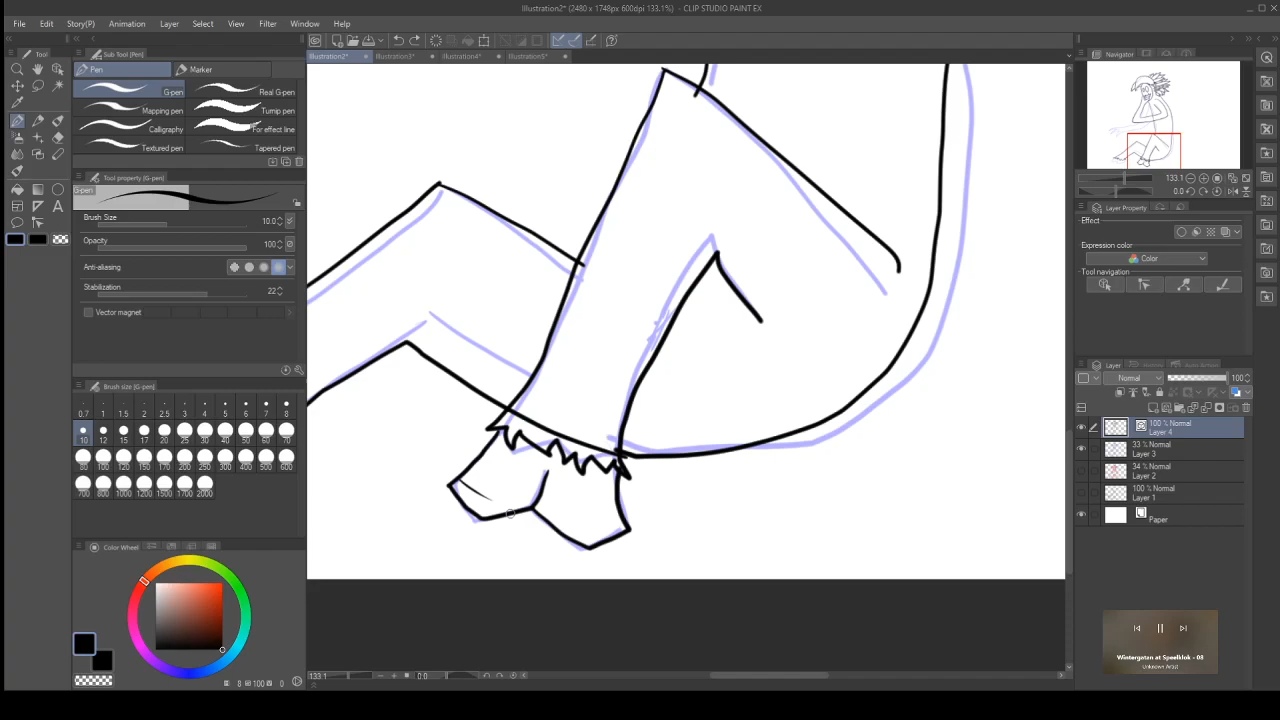 Illustration2* (2480 x 1748px 600dpi 133.1%) - CLIP STUDIO PAINT EX
File Edit Story(P) Animation Layer Select View Filter Window Help
Tool
Sub Tool [Pen]
Illustration2* Illustration3* Illustration4* Illustration5*
Navigator
Pen Marker
G-pen Real G-pen
Mapping pen Turnip pen
Calligraphy For effect line
Textured pen Tapered pen
Tool property [G-pen]
G-pen
Brush Size 10.0
Opacity 100
Anti-aliasing
Stabilization 22
Vector magnet
Brush size [G-pen]
0.7 1 1.5 2 2.5 3 4 5 6 7 8
10 12 15 17 20 25 30 40 50 60 70
80 100 120 150 170 200 250 300 400 500 600
700 800 1000 1200 1500 1700 2000
Color Wheel
8 100 0
133.1 0.0
133.1
0.0
Layer Property
Effect
Expression color
Color
Tool navigation
Layer
Normal 100
100 % Normal
Layer 4
33 % Normal
Layer 3
34 % Normal
Layer 2
100 % Normal
Layer 1
Paper
Wintergatan at Speelklok - 08
Unknown Artist